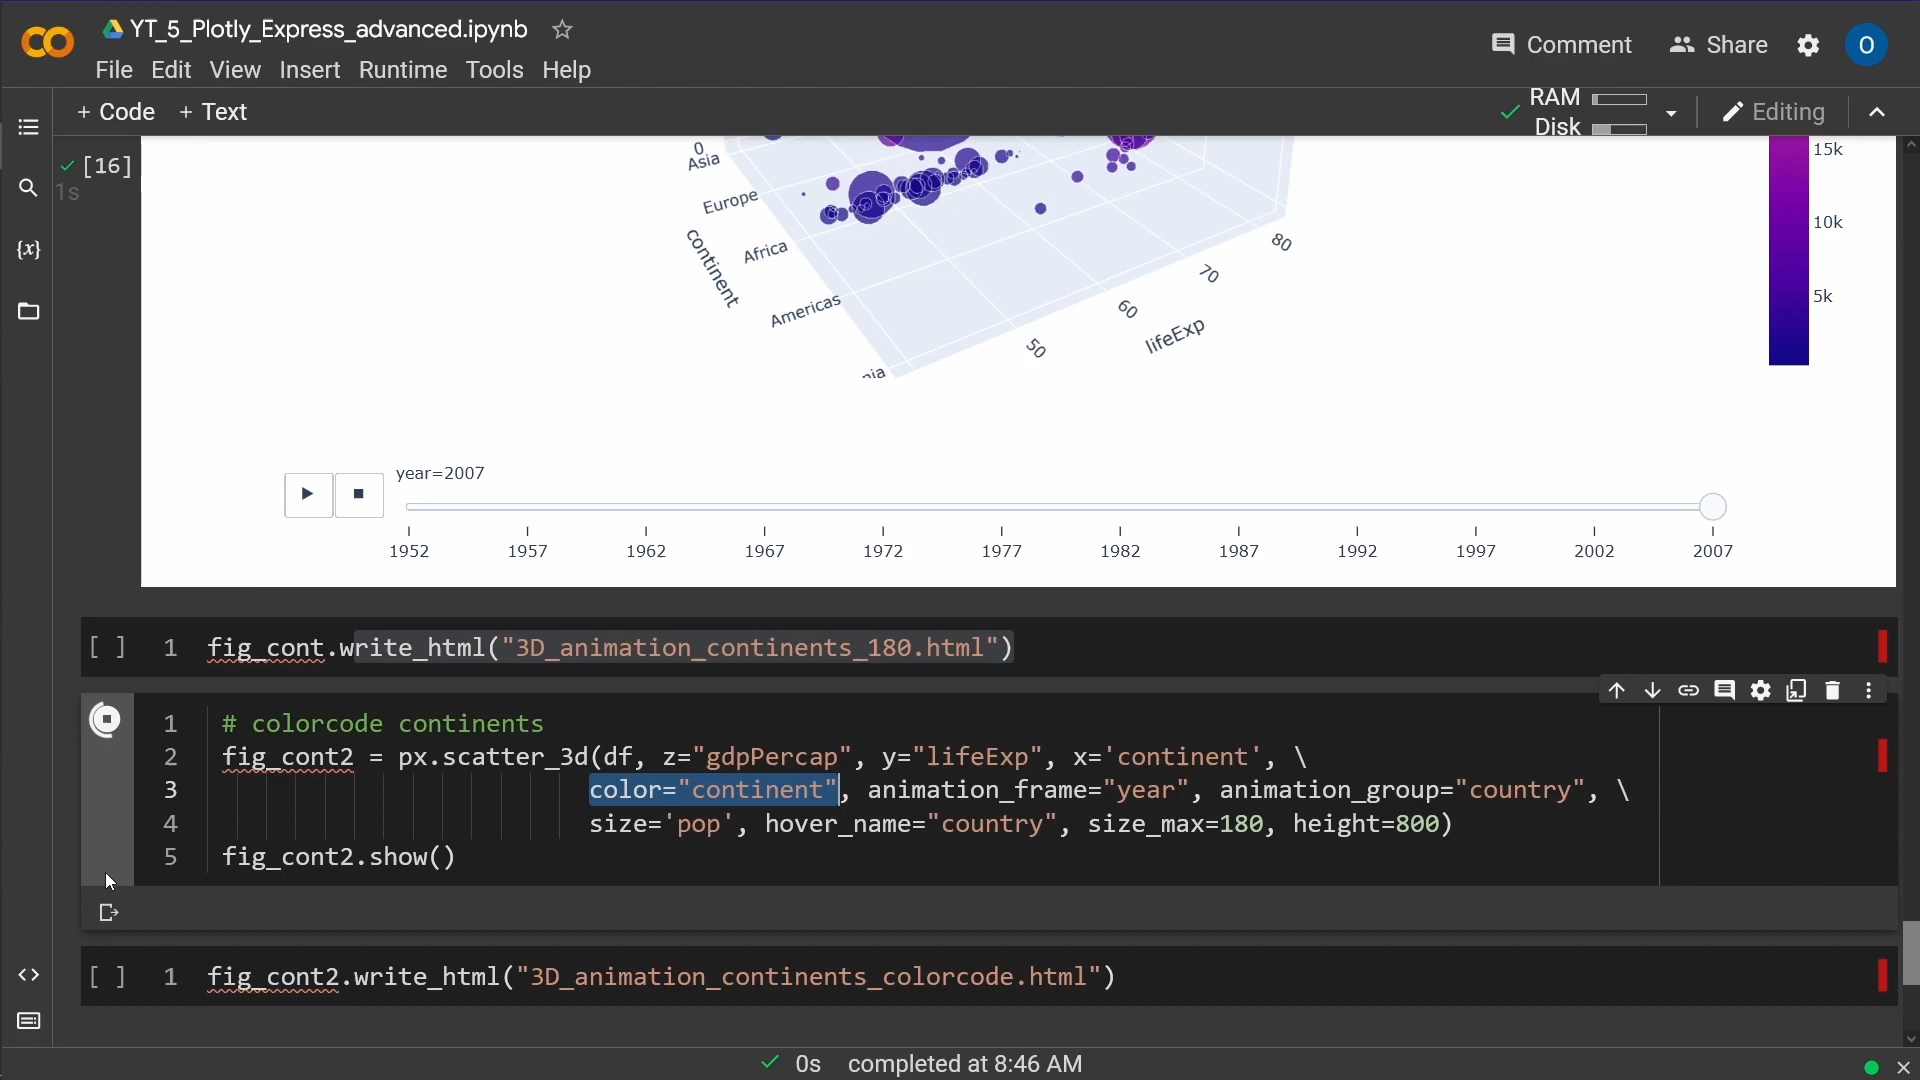 YT_5_Plotly_Express_advanced.ipynb
Comment
Share
O
File Edit View Insert Runtime Tools Help
+ Code + Text
RAM
Disk
Editing
[16]
1s
{x}
0
Asia
Europe
Africa
Americas
nia
continent
50
60
70
80
lifeExp
15k
10k
5k
year=2007
1952 1957 1962 1967 1972 1977 1982 1987 1992 1997 2002 2007
[ ] 1 fig_cont.write_html("3D_animation_continents_180.html")
1 # colorcode continents
2 fig_cont2 = px.scatter_3d(df, z="gdpPercap", y="lifeExp", x='continent', \
3 color="continent", animation_frame="year", animation_group="country", \
4 size='pop', hover_name="country", size_max=180, height=800)
5 fig_cont2.show()
[ ] 1 fig_cont2.write_html("3D_animation_continents_colorcode.html")
0s completed at 8:46 AM